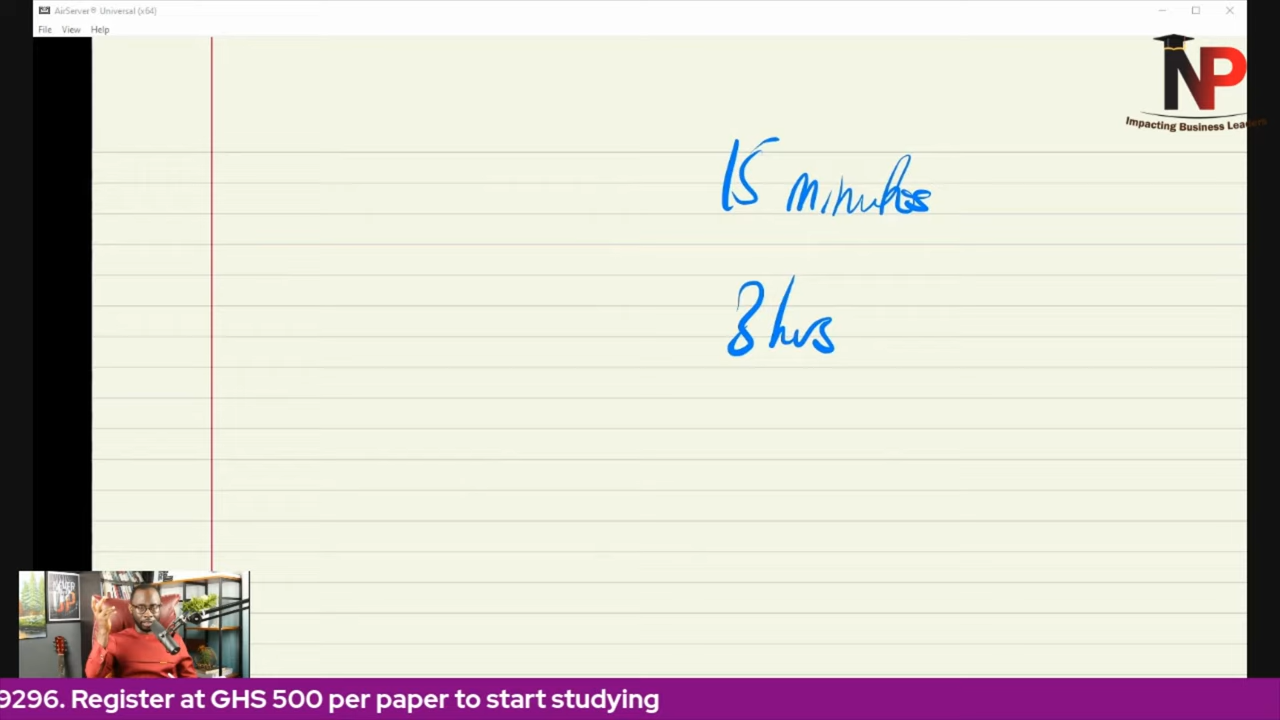 AirServer® Universal (x64)
File View Help
NP
Impacting Business Leaders
15 minutes
8 hrs
9296. Register at GHS 500 per paper to start studying